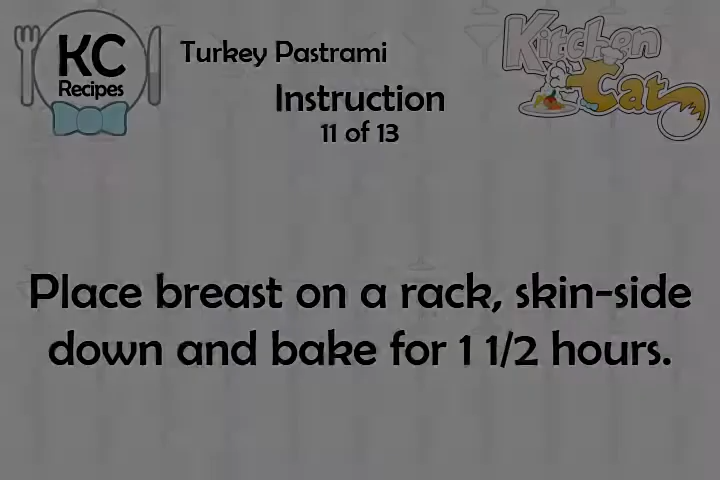 KC
Recipes
Turkey Pastrami
Kitchen
Cat
Instruction
11 of 13
Place breast on a rack, skin-side
down and bake for 1 1/2 hours.